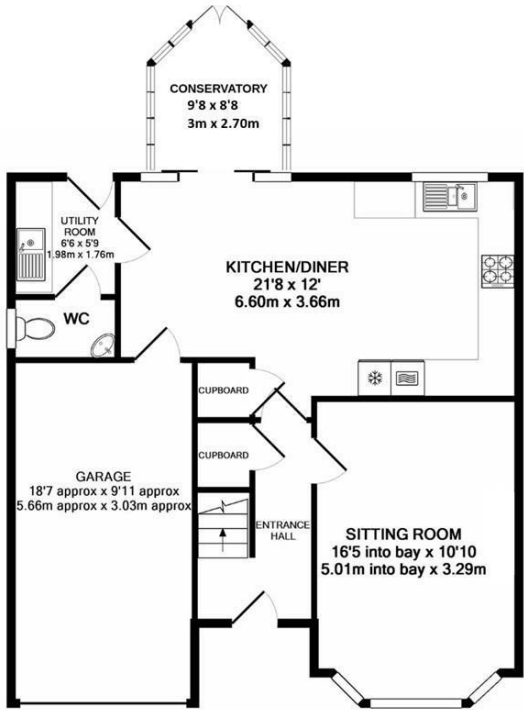 CONSERVATORY
9'8 x 8'8
3m x 2.70m
UTILITY
ROOM
6'6 x 5'9
1.98m x 1.76m
KITCHEN/DINER
21'8 x 12'
6.60m x 3.66m
WC
CUPBOARD
CUPBOARD
GARAGE
18'7 approx x 9'11 approx
5.66m approx x 3.03m approx
ENTRANCE
HALL
SITTING ROOM
16'5 into bay x 10'10
5.01m into bay x 3.29m